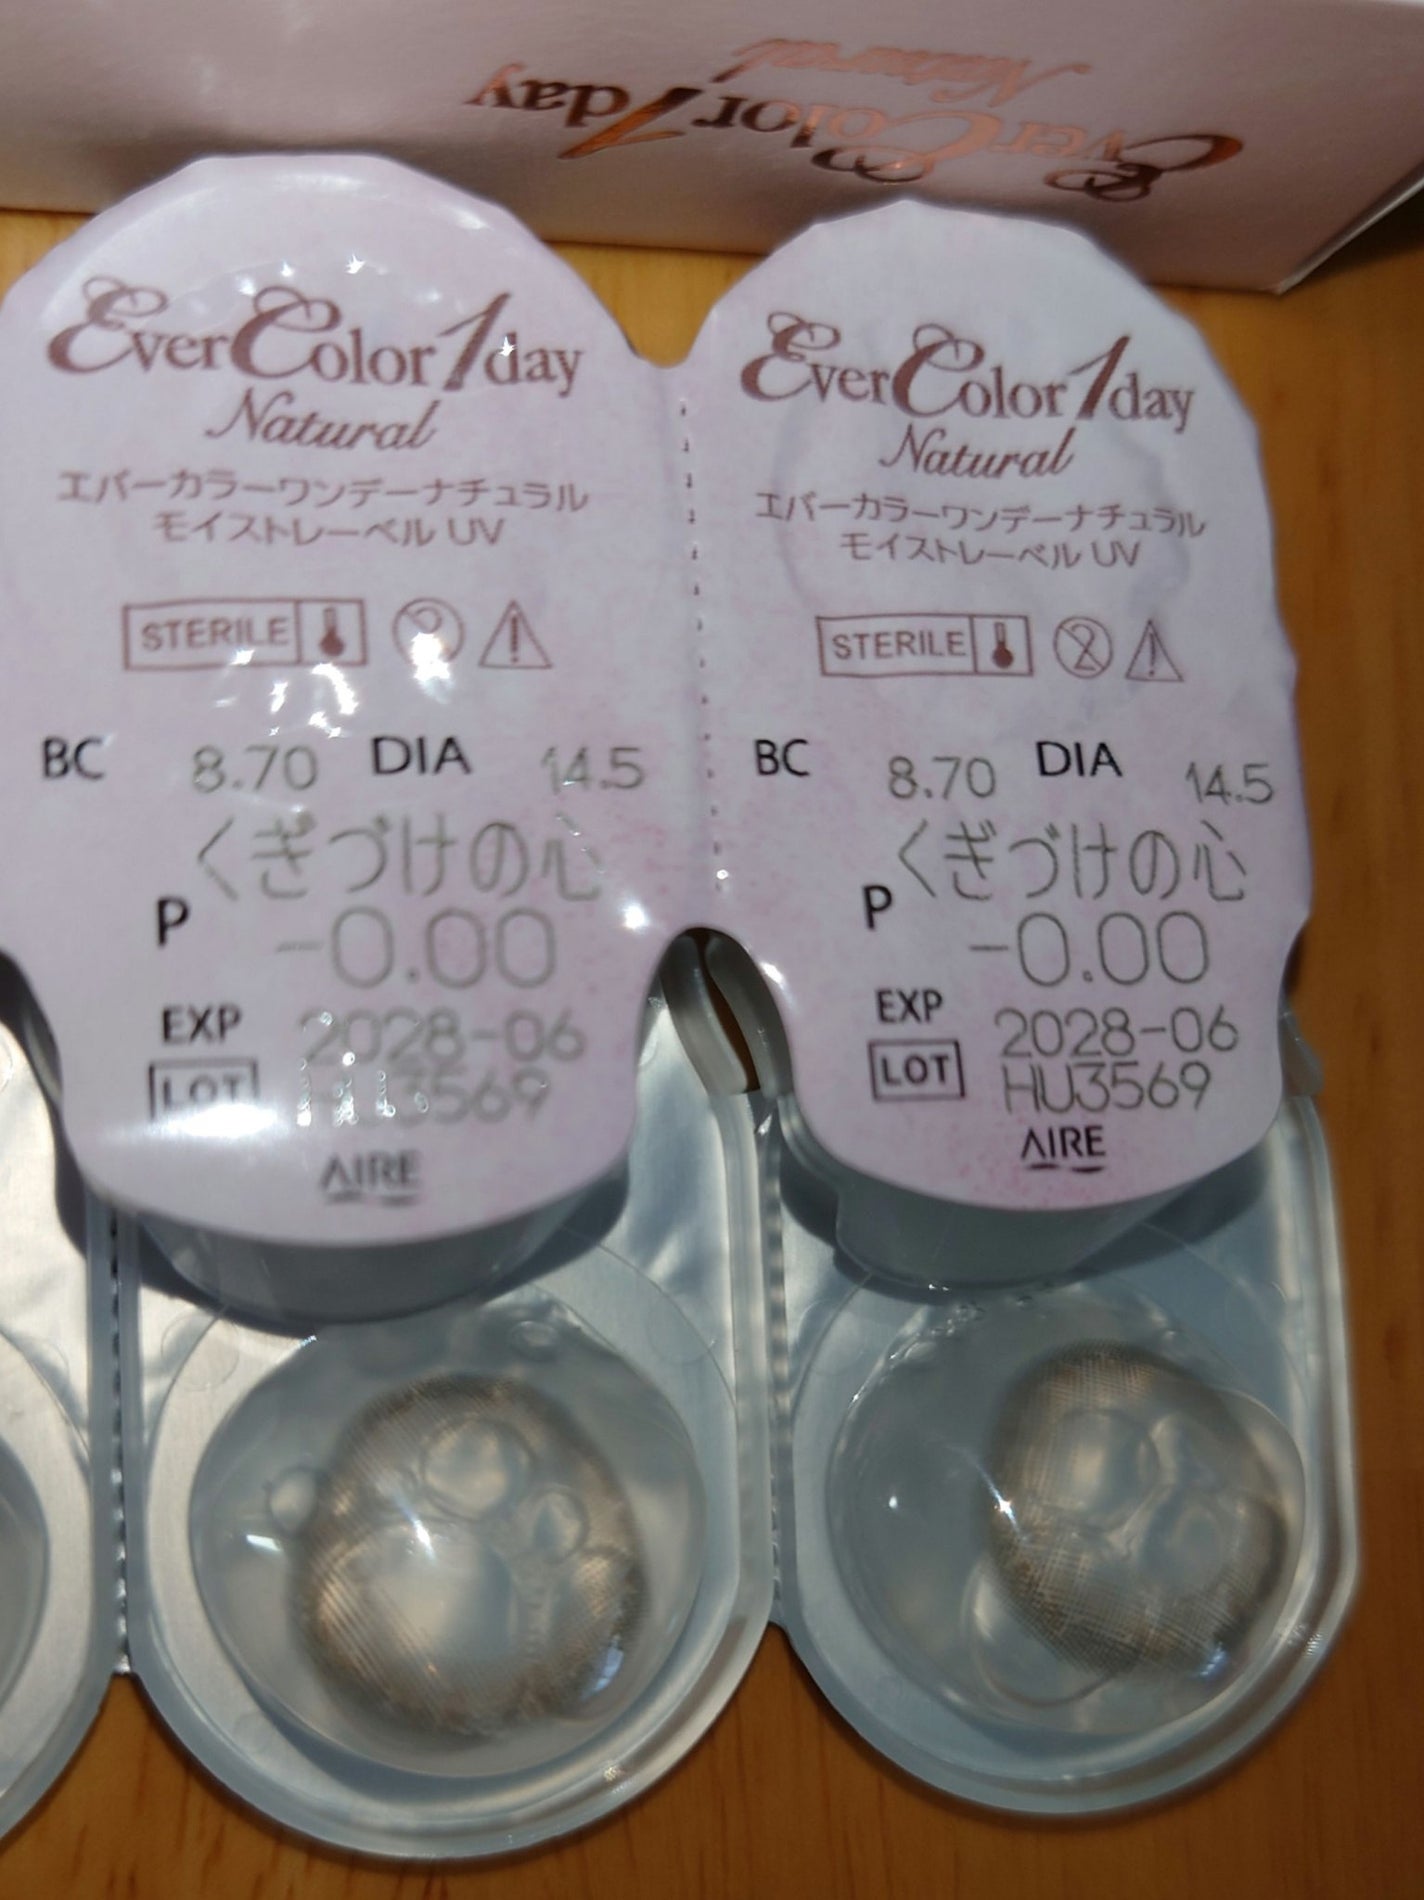 EverColor1day
Natural
EverColor1day
Natural
エバーカラーワンデーナチュラル
モイストレーベル UV
STERILE
BC 8.70 DIA 14.5
くぎづけの心
P -0.00
EXP 2028-06
LOT HU3569
AIRE
EverColor1day
Natural
エバーカラーワンデーナチュラル
モイストレーベル UV
STERILE
BC 8.70 DIA 14.5
くぎづけの心
P -0.00
EXP 2028-06
LOT HU3569
AIRE